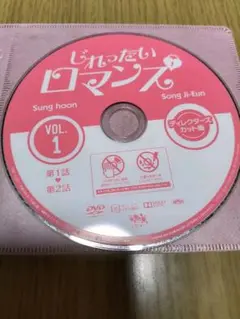 じれったい
ロマンス
Sung hoon
Song Ji-Eun
VOL.
1
ディレクターズ
カット版
第1話
♥
第2話
DVD